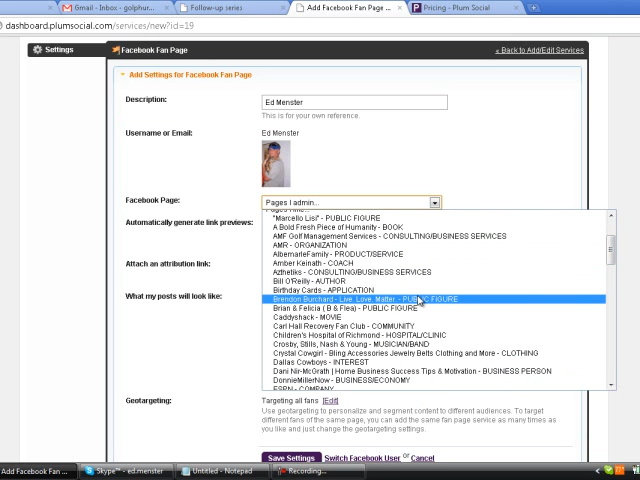 Gmail - Inbox - golphur...
Follow-up series
Add Facebook Fan Page ...
Pricing - Plum Social
dashboard.plumsocial.com/services/new?id=19
Settings
Facebook Fan Page
« Back to Add/Edit Services
Add Settings for Facebook Fan Page
Description:
Ed Menster
This is for your own reference.
Username or Email:
Ed Menster
Facebook Page:
Pages I admin...
"Marcello Lisi" - PUBLIC FIGURE
Automatically generate link previews:
A Bold Fresh Piece of Humanity - BOOK
AMF Golf Management Services - CONSULTING/BUSINESS SERVICES
AMR - ORGANIZATION
AlbemarleFamily - PRODUCT/SERVICE
Attach an attribution link:
Amber Keinath - COACH
Azthetiks - CONSULTING/BUSINESS SERVICES
Bill O'Reilly - AUTHOR
Birthday Cards - APPLICATION
What my posts will look like:
Brendon Burchard - Live. Love. Matter. - PUBLIC FIGURE
Brian & Felicia ( B & Flea) - PUBLIC FIGURE
Caddyshack - MOVIE
Carl Hall Recovery Fan Club - COMMUNITY
Children's Hospital of Richmond - HOSPITAL/CLINIC
Crosby, Stills, Nash & Young - MUSICIAN/BAND
Crystal Cowgirl - Bling Accessories Jewelry Belts Clothing and More - CLOTHING
Dallas Cowboys - INTEREST
Dani Nir-McGrath | Home Business Success Tips & Motivation - BUSINESS PERSON
DonnieMillerNow - BUSINESS/ECONOMY
ESPN - COMPANY
Geotargeting:
Targeting all fans [Edit]
Use geotargeting to personalize and segment content to different audiences. To target
different fans of the same page, you can add the same fan page service as many times as
you like and just change the geotargeting settings.
Save Settings
Switch Facebook User or Cancel
Add Facebook Fan ...
Skype™ - ed.menster
Untitled - Notepad
Recording...